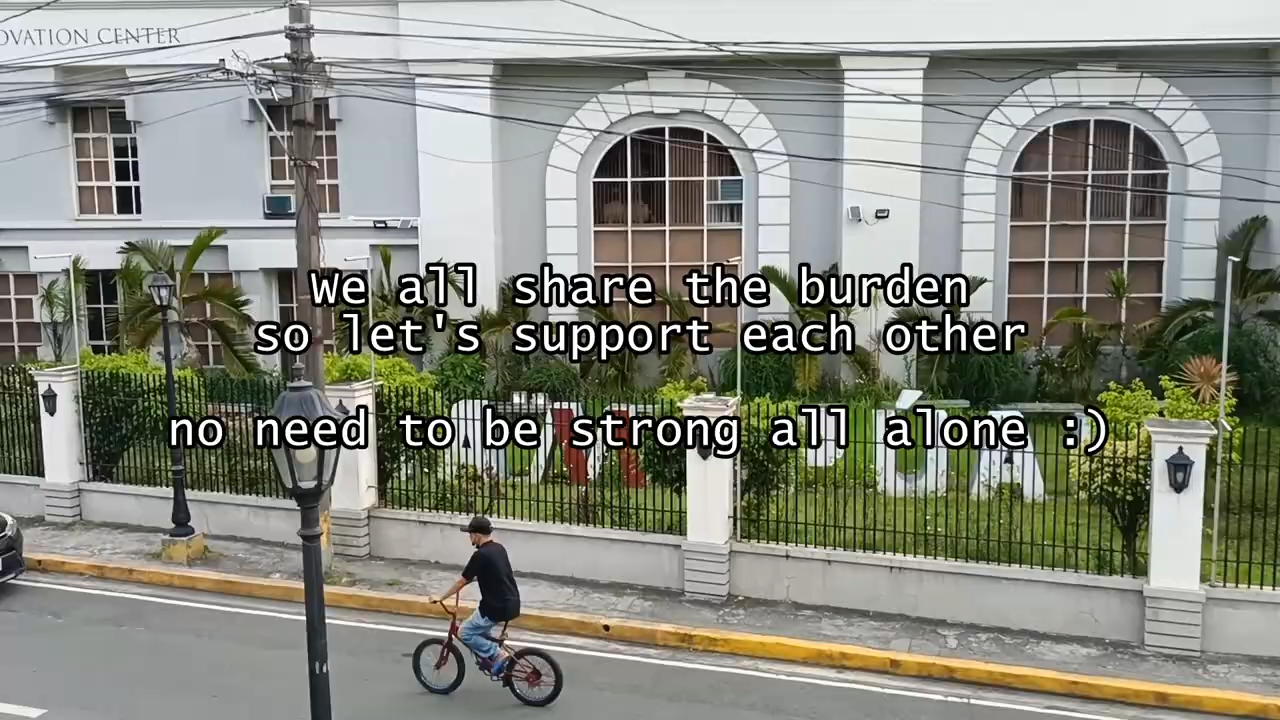 OVATION CENTER
We all share the burden
so let's support each other
no need to be strong all alone :)